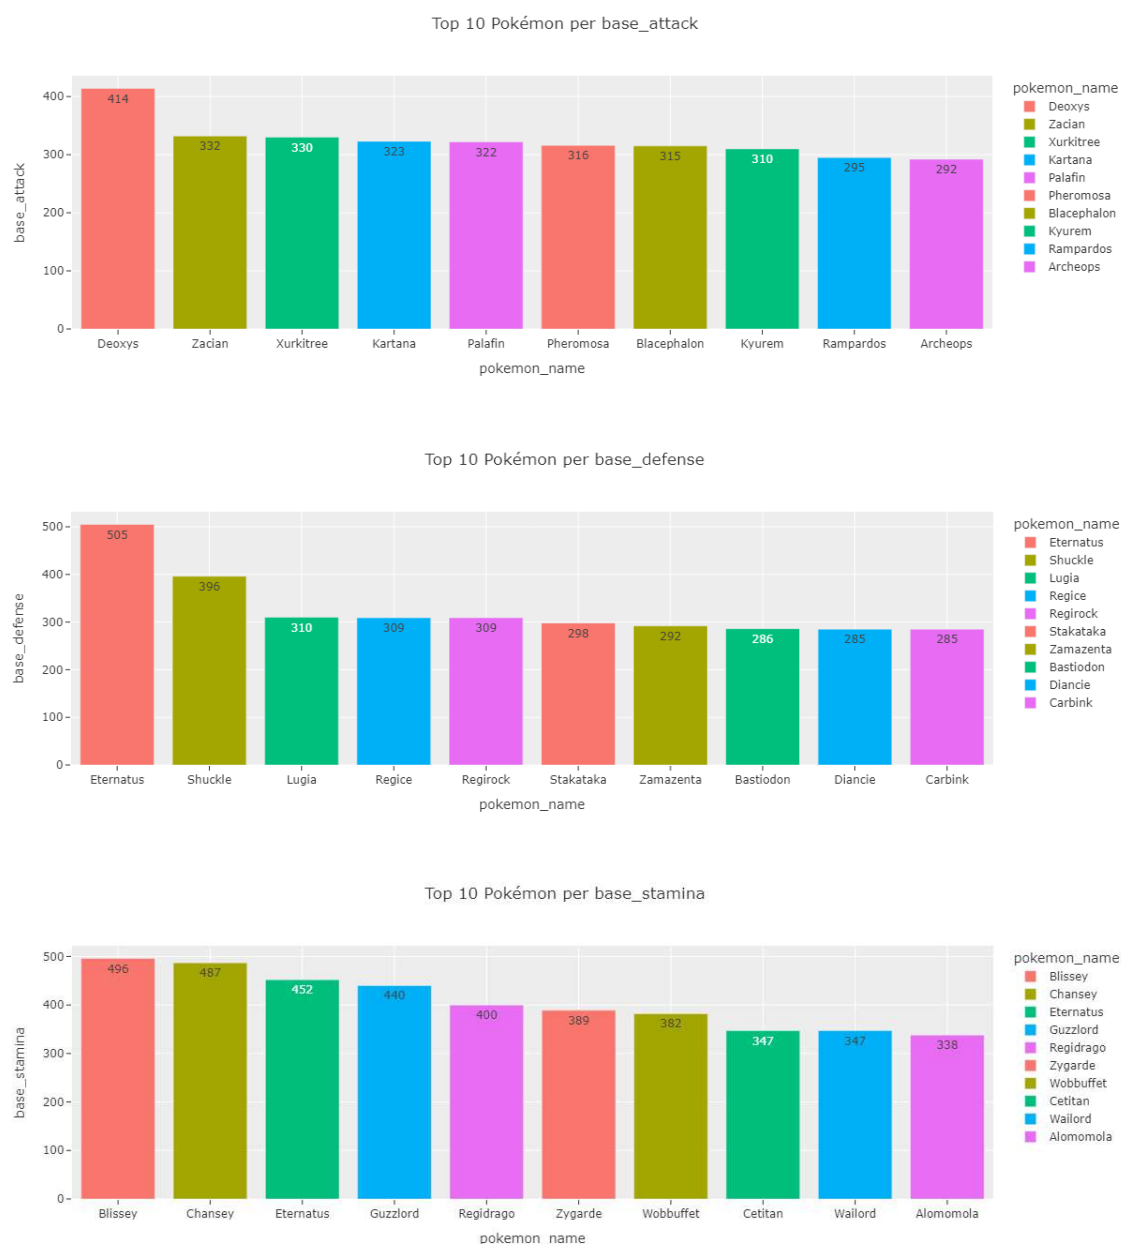 Top 10 Pokémon per base_attack
base_attack
400
300
200
100
0
414
332
330
323
322
316
315
310
295
292
Deoxys
Zacian
Xurkitree
Kartana
Palafin
Pheromosa
Blacephalon
Kyurem
Rampardos
Archeops
pokemon_name
pokemon_name
Deoxys
Zacian
Xurkitree
Kartana
Palafin
Pheromosa
Blacephalon
Kyurem
Rampardos
Archeops
Top 10 Pokémon per base_defense
base_defense
500
400
300
200
100
0
505
396
310
309
309
298
292
286
285
285
Eternatus
Shuckle
Lugia
Regice
Regirock
Stakataka
Zamazenta
Bastiodon
Diancie
Carbink
pokemon_name
pokemon_name
Eternatus
Shuckle
Lugia
Regice
Regirock
Stakataka
Zamazenta
Bastiodon
Diancie
Carbink
Top 10 Pokémon per base_stamina
base_stamina
500
400
300
200
100
0
496
487
452
440
400
389
382
347
347
338
Blissey
Chansey
Eternatus
Guzzlord
Regidrago
Zygarde
Wobbuffet
Cetitan
Wailord
Alomomola
pokemon_name
pokemon_name
Blissey
Chansey
Eternatus
Guzzlord
Regidrago
Zygarde
Wobbuffet
Cetitan
Wailord
Alomomola